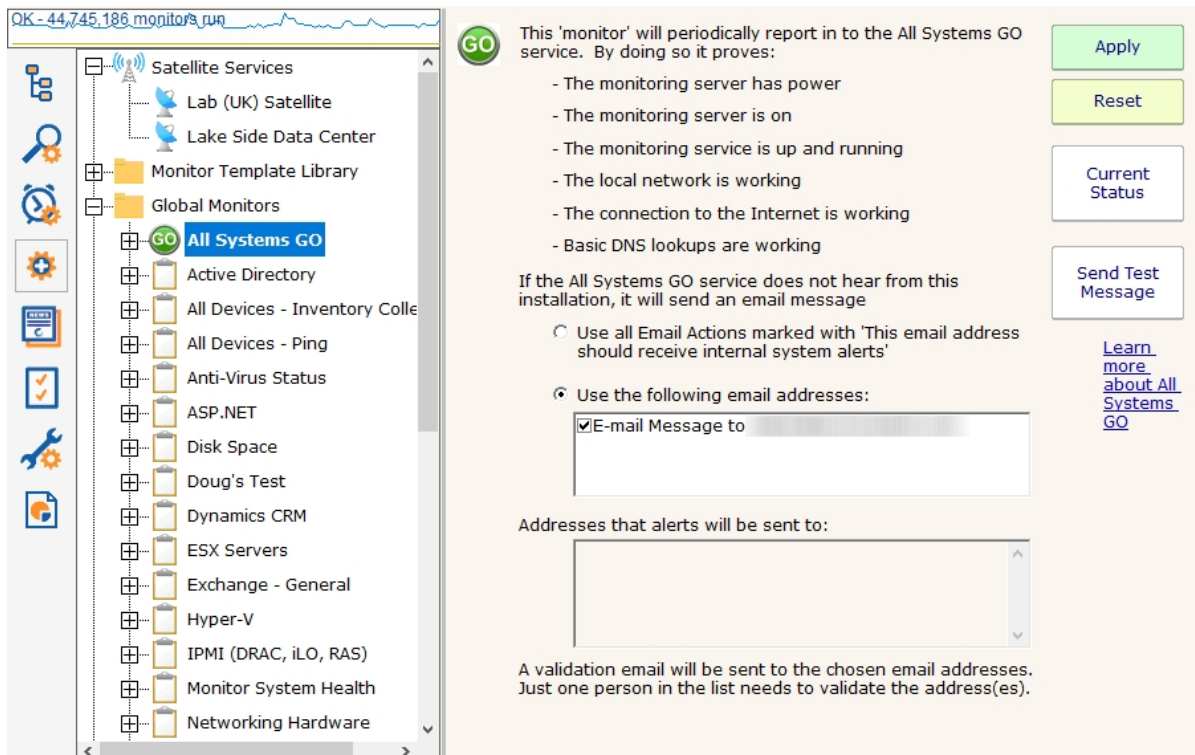 OK - 44,745,186 monitors run
Satellite Services
Lab (UK) Satellite
Lake Side Data Center
Monitor Template Library
Global Monitors
GO All Systems GO
Active Directory
All Devices - Inventory Colle
All Devices - Ping
Anti-Virus Status
ASP.NET
Disk Space
Doug's Test
Dynamics CRM
ESX Servers
Exchange - General
Hyper-V
IPMI (DRAC, iLO, RAS)
Monitor System Health
Networking Hardware
NEWS
GO
This 'monitor' will periodically report in to the All Systems GO
service. By doing so it proves:
- The monitoring server has power
- The monitoring server is on
- The monitoring service is up and running
- The local network is working
- The connection to the Internet is working
- Basic DNS lookups are working
If the All Systems GO service does not hear from this
installation, it will send an email message
Use all Email Actions marked with 'This email address
should receive internal system alerts'
Use the following email addresses:
E-mail Message to
Addresses that alerts will be sent to:
A validation email will be sent to the chosen email addresses.
Just one person in the list needs to validate the address(es).
Apply
Reset
Current
Status
Send Test
Message
Learn
more
about All
Systems
GO